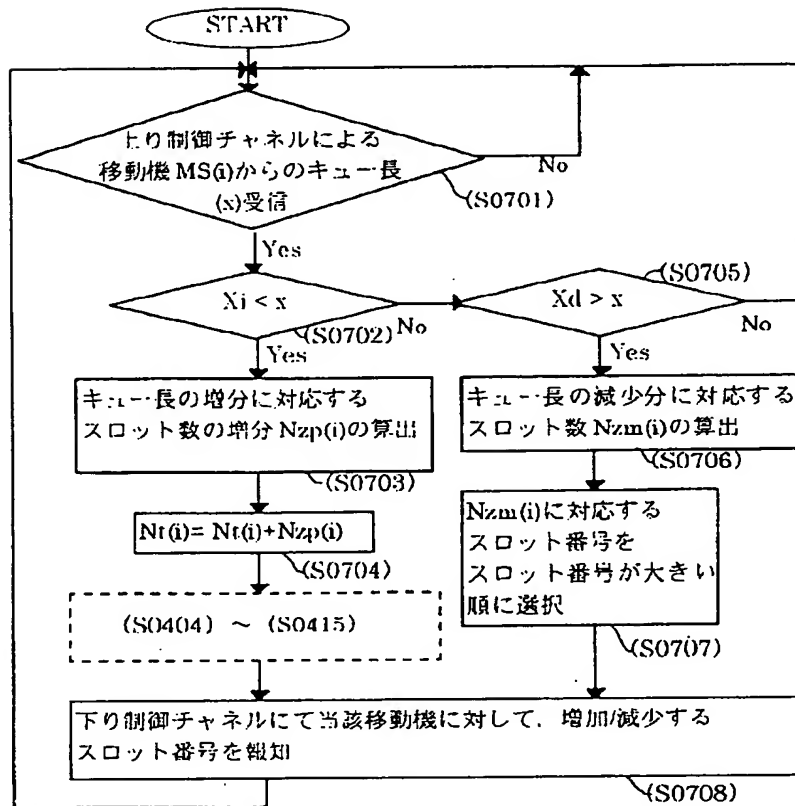 START
上り制御チャネルによる
移動機 MS(i)からのキュー長
(x)受信
No
(S0701)
Yes
Xi < x
(S0702)
No
Xd > x
(S0705)
No
Yes
Yes
キュー長の増分に対応する
スロット数の増分 Nzp(i)の算出
(S0703)
キュー長の減少分に対応する
スロット数 Nzm(i)の算出
(S0706)
Nt(i)= Nt(i)+Nzp(i)
(S0704)
Nzm(i)に対応する
スロット番号を
スロット番号が大きい
順に選択
(S0707)
(S0404) ～ (S0415)
下り制御チャネルにて当該移動機に対して、増加/減少する
スロット番号を報知
(S0708)